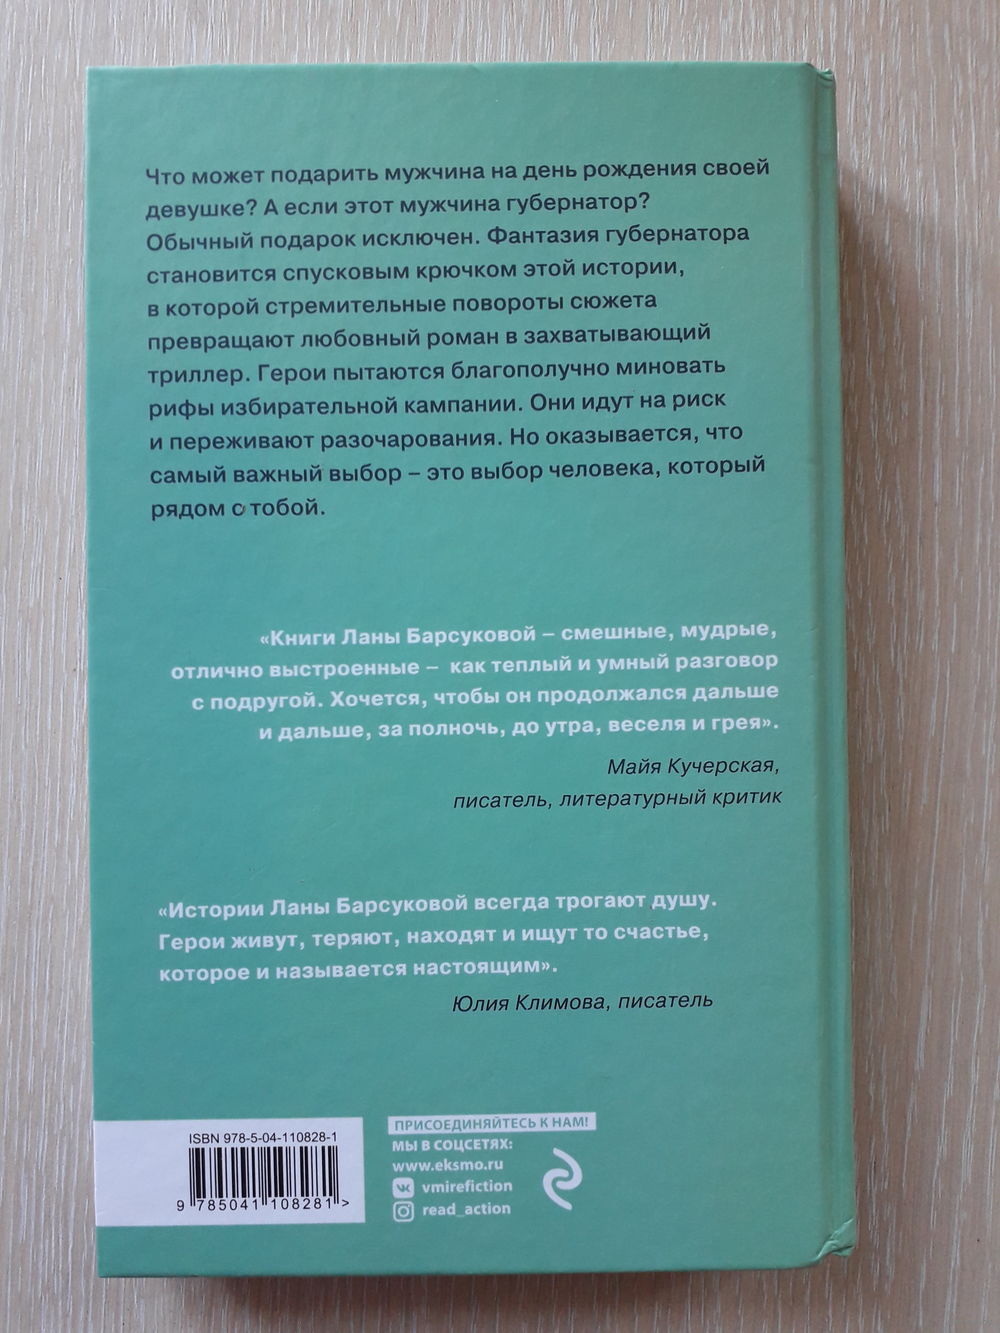 Что может подарить мужчина на день рождения своей
девушке? А если этот мужчина губернатор?
Обычный подарок исключен. Фантазия губернатора
становится спусковым крючком этой истории,
в которой стремительные повороты сюжета
превращают любовный роман в захватывающий
триллер. Герои пытаются благополучно миновать
рифы избирательной кампании. Они идут на риск
и переживают разочарования. Но оказывается, что
самый важный выбор – это выбор человека, который
рядом с тобой.
«Книги Ланы Барсуковой – смешные, мудрые,
отлично выстроенные – как теплый и умный разговор
с подругой. Хочется, чтобы он продолжался дальше
и дальше, за полночь, до утра, веселя и грея».
Майя Кучерская,
писатель, литературный критик
«Истории Ланы Барсуковой всегда трогают душу.
Герои живут, теряют, находят и ищут то счастье,
которое и называется настоящим».
Юлия Климова, писатель
ISBN 978-5-04-110828-1
9 785041 108281 >
ПРИСОЕДИНЯЙТЕСЬ К НАМ!
МЫ В СОЦСЕТЯХ:
www.eksmo.ru
vmirefiction
read_action